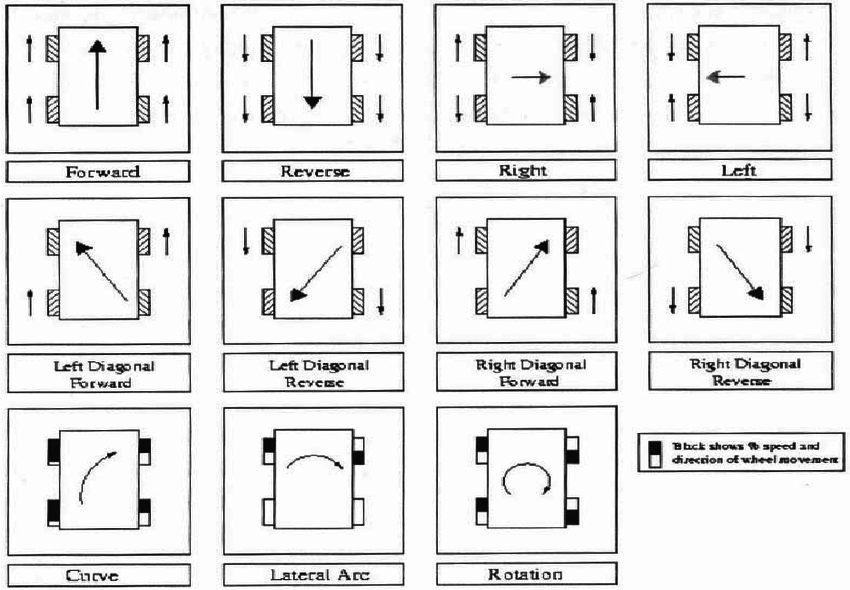 Forward
Reverse
Right
Left
Left Diagonal
Forward
Left Diagonal
Reverse
Right Diagonal
Forward
Right Diagonal
Reverse
Black shows % speed and
direction of wheel movement
Curve
Lateral Arc
Rotation